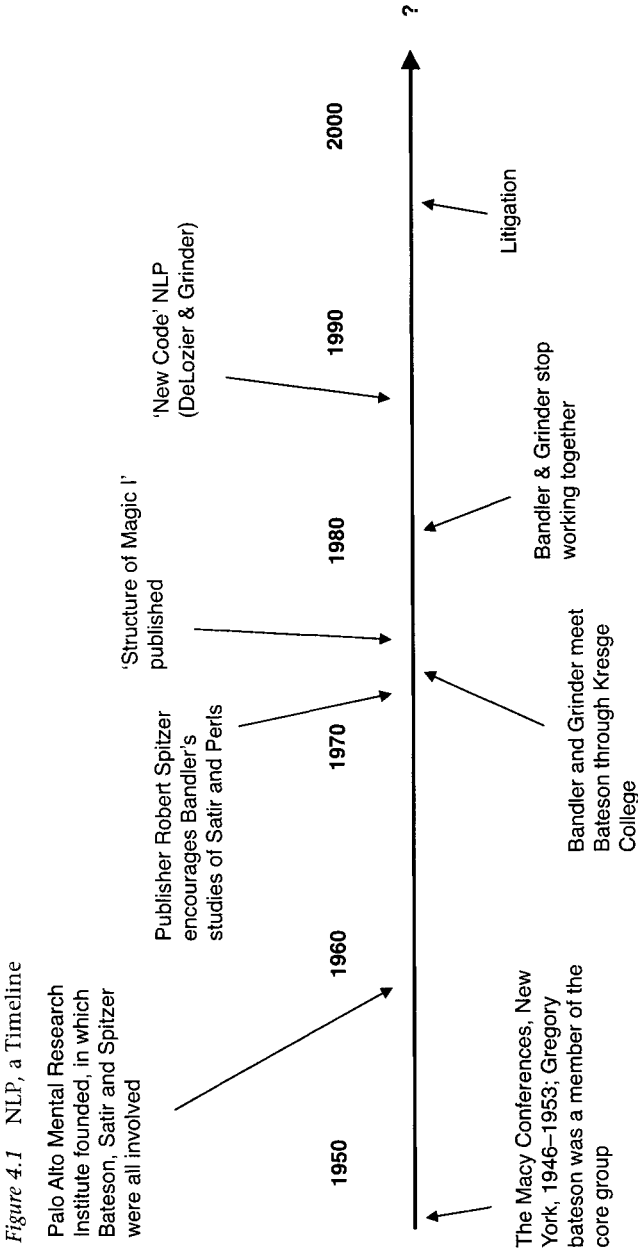 Figure 4.1 NLP, a Timeline
Palo Alto Mental Research
Institute founded, in which
Bateson, Satir and Spitzer
were all involved
Publisher Robert Spitzer
encourages Bandler's
studies of Satir and Perls
'Structure of Magic I'
published
'New Code' NLP
(DeLozier & Grinder)
1950
1960
1970
1980
1990
2000
?
The Macy Conferences, New
York, 1946–1953; Gregory
bateson was a member of the
core group
Bandler and Grinder meet
Bateson through Kresge
College
Bandler & Grinder stop
working together
Litigation